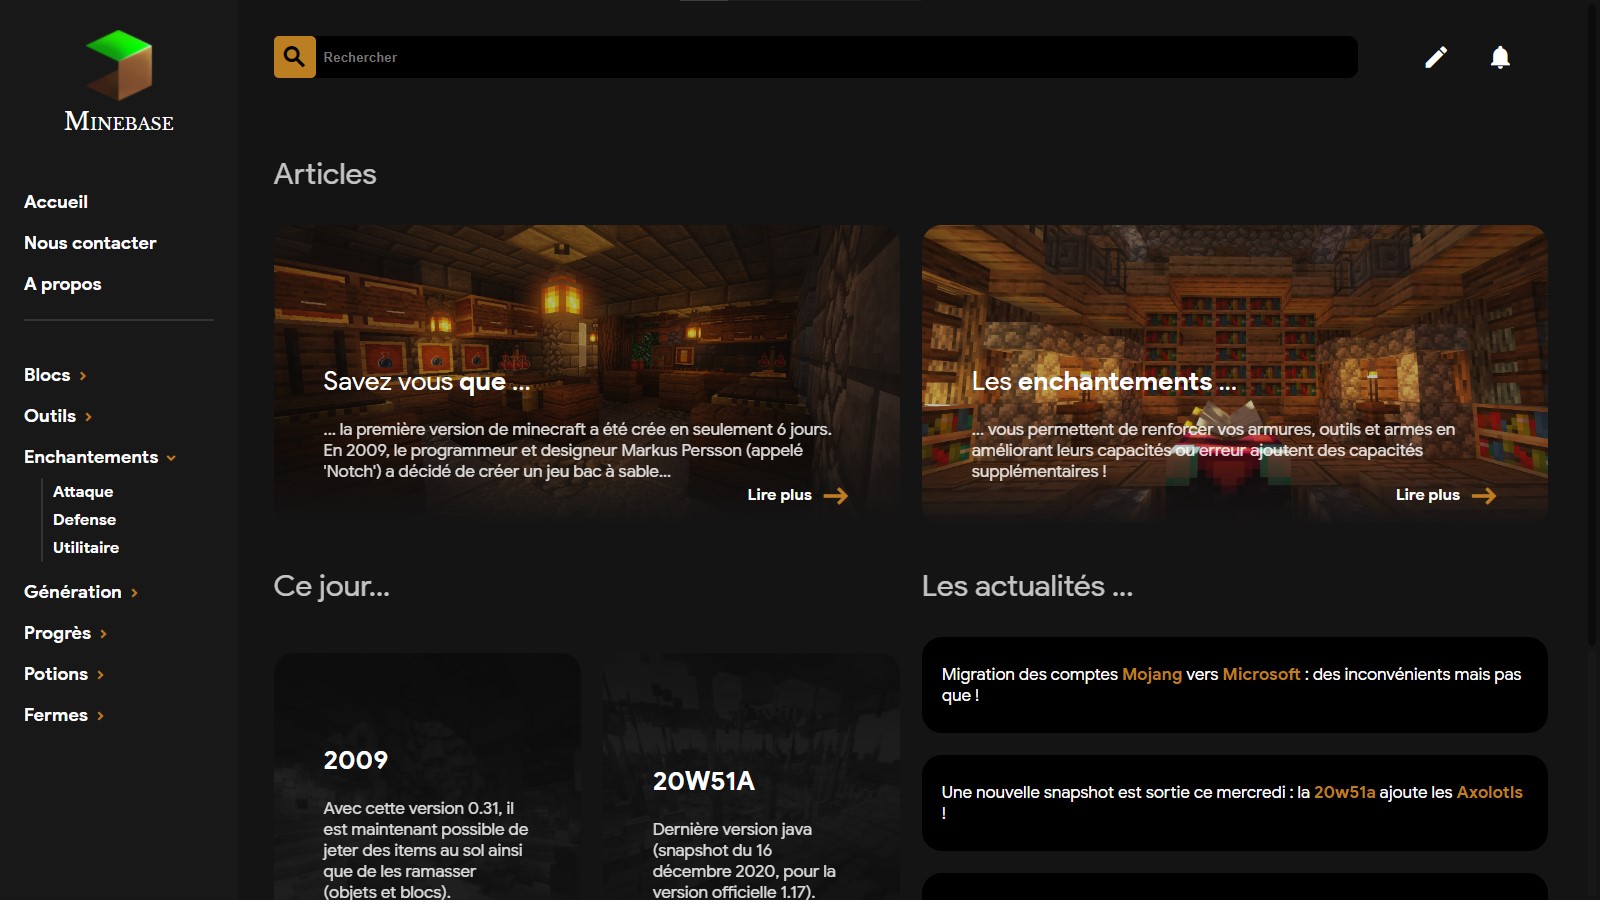 MINEBASE
Accueil
Nous contacter
A propos
Blocs
Outils
Enchantements
Attaque
Defense
Utilitaire
Génération
Progrès
Potions
Fermes
Rechercher
Articles
Savez vous que ...
... la première version de minecraft a été crée en seulement 6 jours.
En 2009, le programmeur et designeur Markus Persson (appelé
'Notch') a décidé de créer un jeu bac à sable...
Lire plus
Les enchantements ...
... vous permettent de renforcer vos armures, outils et armes en
améliorant leurs capacités ou erreur ajoutent des capacités
supplémentaires !
Lire plus
Ce jour...
2009
Avec cette version 0.31, il
est maintenant possible de
jeter des items au sol ainsi
que de les ramasser
(objets et blocs).
20W51A
Dernière version java
(snapshot du 16
décembre 2020, pour la
version officielle 1.17).
Les actualités ...
Migration des comptes Mojang vers Microsoft : des inconvénients mais pas
que !
Une nouvelle snapshot est sortie ce mercredi : la 20w51a ajoute les Axolotls
!